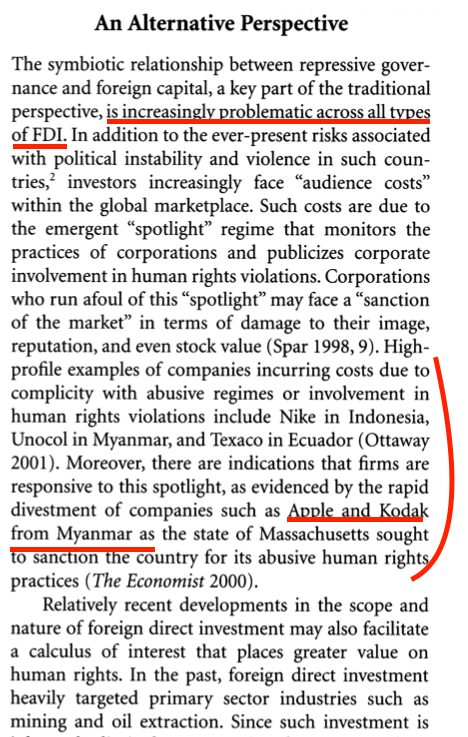 An Alternative Perspective
The symbiotic relationship between repressive gover-
nance and foreign capital, a key part of the traditional
perspective, is increasingly problematic across all types
of FDI. In addition to the ever-present risks associated
with political instability and violence in such coun-
tries,² investors increasingly face “audience costs”
within the global marketplace. Such costs are due to
the emergent “spotlight” regime that monitors the
practices of corporations and publicizes corporate
involvement in human rights violations. Corporations
who run afoul of this “spotlight” may face a “sanction
of the market” in terms of damage to their image,
reputation, and even stock value (Spar 1998, 9). High-
profile examples of companies incurring costs due to
complicity with abusive regimes or involvement in
human rights violations include Nike in Indonesia,
Unocol in Myanmar, and Texaco in Ecuador (Ottaway
2001). Moreover, there are indications that firms are
responsive to this spotlight, as evidenced by the rapid
divestment of companies such as Apple and Kodak
from Myanmar as the state of Massachusetts sought
to sanction the country for its abusive human rights
practices (The Economist 2000).
Relatively recent developments in the scope and
nature of foreign direct investment may also facilitate
a calculus of interest that places greater value on
human rights. In the past, foreign direct investment
heavily targeted primary sector industries such as
mining and oil extraction. Since such investment is